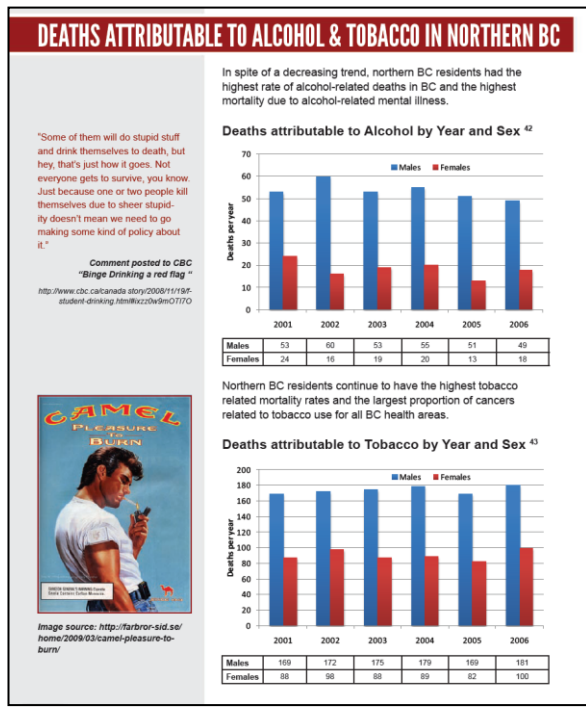 DEATHS ATTRIBUTABLE TO ALCOHOL & TOBACCO IN NORTHERN BC
In spite of a decreasing trend, northern BC residents had the
highest rate of alcohol-related deaths in BC and the highest
mortality due to alcohol-related mental illness.
"Some of them will do stupid stuff
and drink themselves to death, but
hey, that's just how it goes. Not
everyone gets to survive, you know.
Just because one or two people kill
themselves due to sheer stupid-
ity doesn't mean we need to go
making some kind of policy about
it."
Comment posted to CBC
"Binge Drinking a red flag "
http://www.cbc.ca/canada story/2008/11/19/f-
student-drinking.html#ixzz0w9mOTI7O
Deaths attributable to Alcohol by Year and Sex 42
Males Females
Deaths per year
70
60
50
40
30
20
10
0
2001 2002 2003 2004 2005 2006
Males 53 60 53 55 51 49
Females 24 16 19 20 13 18
Northern BC residents continue to have the highest tobacco
related mortality rates and the largest proportion of cancers
related to tobacco use for all BC health areas.
CAMEL
PLEASURE
TO
BURN
Image source: http://farbror-sid.se/
home/2009/03/camel-pleasure-to-
burn/
Deaths attributable to Tobacco by Year and Sex 43
Males Females
Deaths per year
200
180
160
140
120
100
80
60
40
20
0
2001 2002 2003 2004 2005 2006
Males 169 172 175 179 169 181
Females 88 98 88 89 82 100